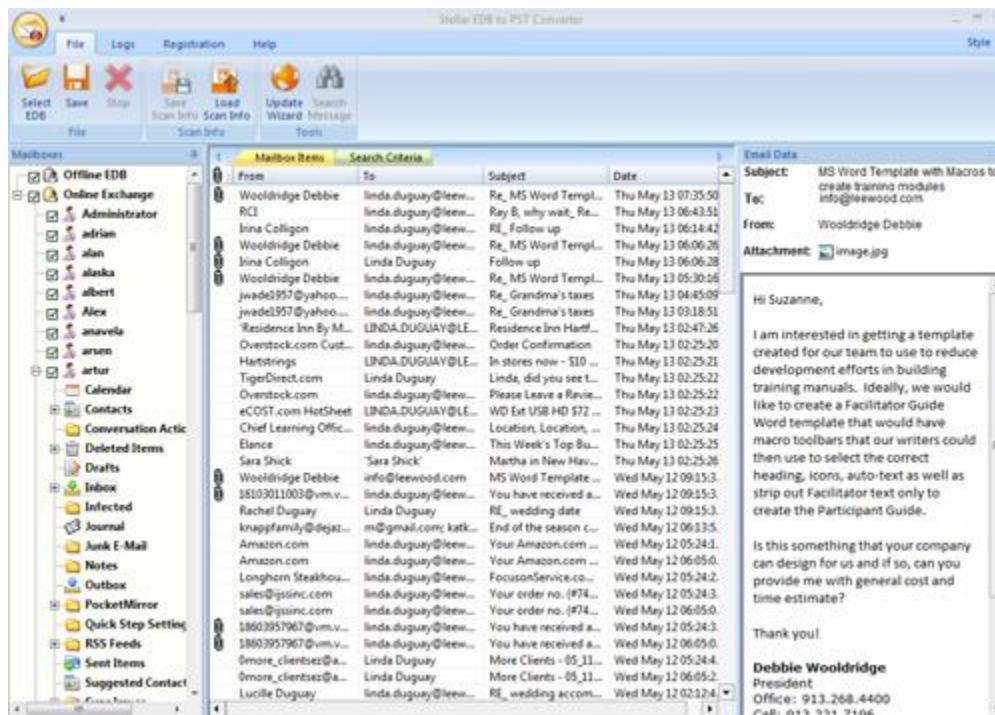 Stellar EDB to PST Converter
File Logs Registration Help Style
Select EDB Save Stop Save Scan Info Load Scan Info Update Wizard Search Message
File Scan Info Tools
Mailboxes
Offline EDB
Online Exchange
Administrator
adrian
alan
alaska
albert
Alex
anavela
arsen
artur
Calendar
Contacts
Conversation Actic
Deleted Items
Drafts
Inbox
Infected
Journal
Junk E-Mail
Notes
Outbox
PocketMirror
Quick Step Setting
RSS Feeds
Sent Items
Suggested Contact
Mailbox Items Search Criteria
From To Subject Date
Wooldridge Debbie linda.duguay@leew... Re_ MS Word Templ... Thu May 13 07:35:50
RCI linda.duguay@leew... Ray B, why wait_ Re... Thu May 13 06:43:51
Irina Colligon linda.duguay@leew... RE_ Follow up Thu May 13 06:14:42
Wooldridge Debbie linda.duguay@leew... Re_ MS Word Templ... Thu May 13 06:06:26
Irina Colligon Linda Duguay Follow up Thu May 13 06:06:28
Wooldridge Debbie linda.duguay@leew... Re_ MS Word Templ... Thu May 13 05:30:16
jwade1957@yahoo.... linda.duguay@leew... Re_ Grandma's taxes Thu May 13 04:45:09
jwade1957@yahoo.... linda.duguay@leew... Re_ Grandma's taxes Thu May 13 03:18:51
'Residence Inn By M... LINDA.DUGUAY@LE... Residence Inn Hartf... Thu May 13 02:47:26
Overstock.com Cust... linda.duguay@leew... Order Confirmation Thu May 13 02:25:20
Hartstrings LINDA.DUGUAY@LE... In stores now - $10 ... Thu May 13 02:25:21
TigerDirect.com Linda Duguay Linda, did you see t... Thu May 13 02:25:22
Overstock.com Linda Duguay Please Leave a Revie... Thu May 13 02:25:22
eCOST.com HotSheet LINDA.DUGUAY@LE... WD Ext USB HD $72 ... Thu May 13 02:25:23
Chief Learning Offic... linda.duguay@leew... Location, Location, ... Thu May 13 02:25:24
Elance linda.duguay@leew... This Week's Top Bu... Thu May 13 02:25:25
Sara Shick 'Sara Shick' Martha in New Hav... Thu May 13 02:25:26
Wooldridge Debbie info@leewood.com MS Word Template ... Wed May 12 09:15:3.
16103011003@vm.v... linda.duguay@leew... You have received a... Wed May 12 09:15:3.
Rachel Duguay Linda Duguay RE_ wedding date Wed May 12 09:15:3.
knappfamily@dejaz... m@gmail.com; katk... End of the season c... Wed May 12 06:13:5.
Amazon.com linda.duguay@leew... Your Amazon.com ... Wed May 12 05:24:1.
Amazon.com linda.duguay@leew... Your Amazon.com ... Wed May 12 06:05:0.
Longhorn Steakhou... linda.duguay@leew... FocusonService.co... Wed May 12 05:24:2.
sales@ijssinc.com linda.duguay@leew... Your order no. (#74... Wed May 12 05:24:3.
sales@ijssinc.com linda.duguay@leew... Your order no. (#74... Wed May 12 06:05:0.
18603957967@vm.v... linda.duguay@leew... You have received a... Wed May 12 05:24:3.
18603957967@vm.v... linda.duguay@leew... You have received a... Wed May 12 06:05:0.
0more_clientsez@a... Linda Duguay More Clients - 05_11... Wed May 12 05:24:4.
0more_clientsez@a... Linda Duguay More Clients - 05_11... Wed May 12 06:05:2.
Lucille Duguay linda.duguay@leew... RE_ wedding accom... Wed May 12 02:12:4.
Email Data
Subject: MS Word Template with Macros to
create training modules
To: info@leewood.com
From: Wooldridge Debbie
Attachment: image.jpg
Hi Suzanne,
I am interested in getting a template
created for our team to use to reduce
development efforts in building
training manuals. Ideally, we would
like to create a Facilitator Guide
Word template that would have
macro toolbars that our writers could
then use to select the correct
heading, icons, auto-text as well as
strip out Facilitator text only to
create the Participant Guide.
Is this something that your company
can design for us and if so, can you
provide me with general cost and
time estimate?
Thank you!
Debbie Wooldridge
President
Office: 913.268.4400
Cell: 913.221.7196